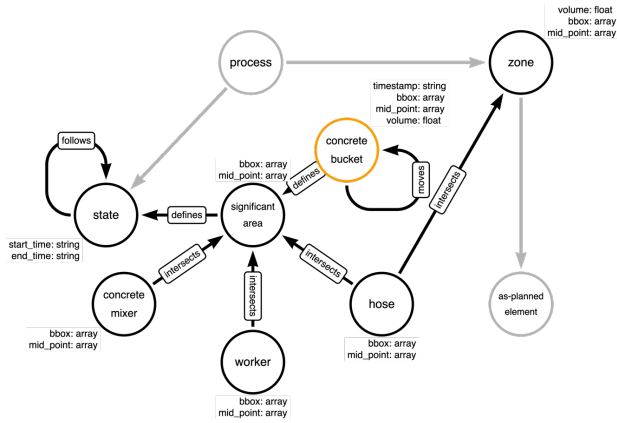 volume: float
bbox: array
mid_point: array
process
zone
timestamp: string
bbox: array
mid_point: array
volume: float
follows
concrete
bucket
bbox: array
mid_point: array
defines
moves
intersects
state
defines
significant
area
start_time: string
end_time: string
intersects
intersects
intersects
concrete
mixer
hose
as-planned
element
bbox: array
mid_point: array
worker
bbox: array
mid_point: array
bbox: array
mid_point: array